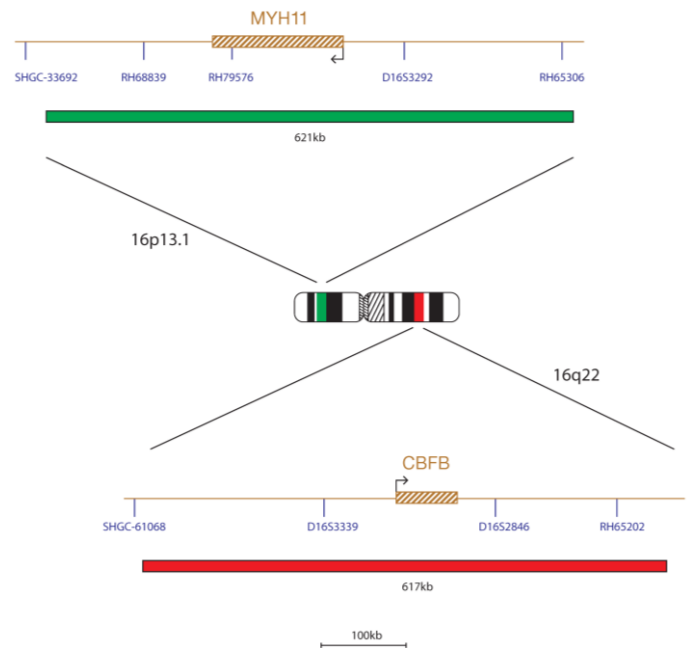 MYH11
SHGC-33692 RH68839 RH79576 D16S3292 RH65306
621kb
16p13.1
16q22
CBFB
SHGC-61068 D16S3339 D16S2846 RH65202
617kb
100kb